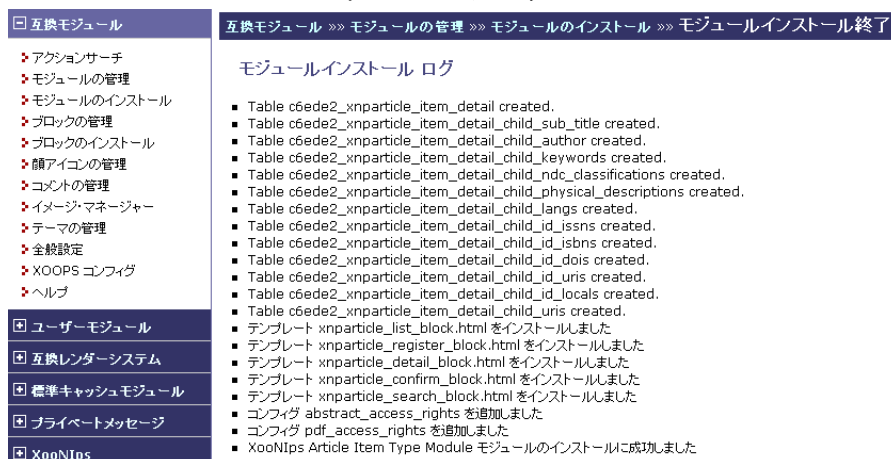 互換モジュール
アクションサーチ
モジュールの管理
モジュールのインストール
ブロックの管理
ブロックのインストール
顔アイコンの管理
コメントの管理
イメージ・マネージャー
テーマの管理
全般設定
XOOPS コンフィグ
ヘルプ
ユーザーモジュール
互換レンダーシステム
標準キャッシュモジュール
プライベートメッセージ
XooNIps
互換モジュール »» モジュールの管理 »» モジュールのインストール »» モジュールインストール終了
モジュールインストール ログ
Table c6ede2_xnparticle_item_detail created.
Table c6ede2_xnparticle_item_detail_child_sub_title created.
Table c6ede2_xnparticle_item_detail_child_author created.
Table c6ede2_xnparticle_item_detail_child_keywords created.
Table c6ede2_xnparticle_item_detail_child_ndc_classifications created.
Table c6ede2_xnparticle_item_detail_child_physical_descriptions created.
Table c6ede2_xnparticle_item_detail_child_langs created.
Table c6ede2_xnparticle_item_detail_child_id_issns created.
Table c6ede2_xnparticle_item_detail_child_id_isbns created.
Table c6ede2_xnparticle_item_detail_child_id_dois created.
Table c6ede2_xnparticle_item_detail_child_id_uris created.
Table c6ede2_xnparticle_item_detail_child_id_locals created.
Table c6ede2_xnparticle_item_detail_child_uris created.
テンプレート xnparticle_list_block.html をインストールしました
テンプレート xnparticle_register_block.html をインストールしました
テンプレート xnparticle_detail_block.html をインストールしました
テンプレート xnparticle_confirm_block.html をインストールしました
テンプレート xnparticle_search_block.html をインストールしました
コンフィグ abstract_access_rights を追加しました
コンフィグ pdf_access_rights を追加しました
XooNIps Article Item Type Module モジュールのインストールに成功しました